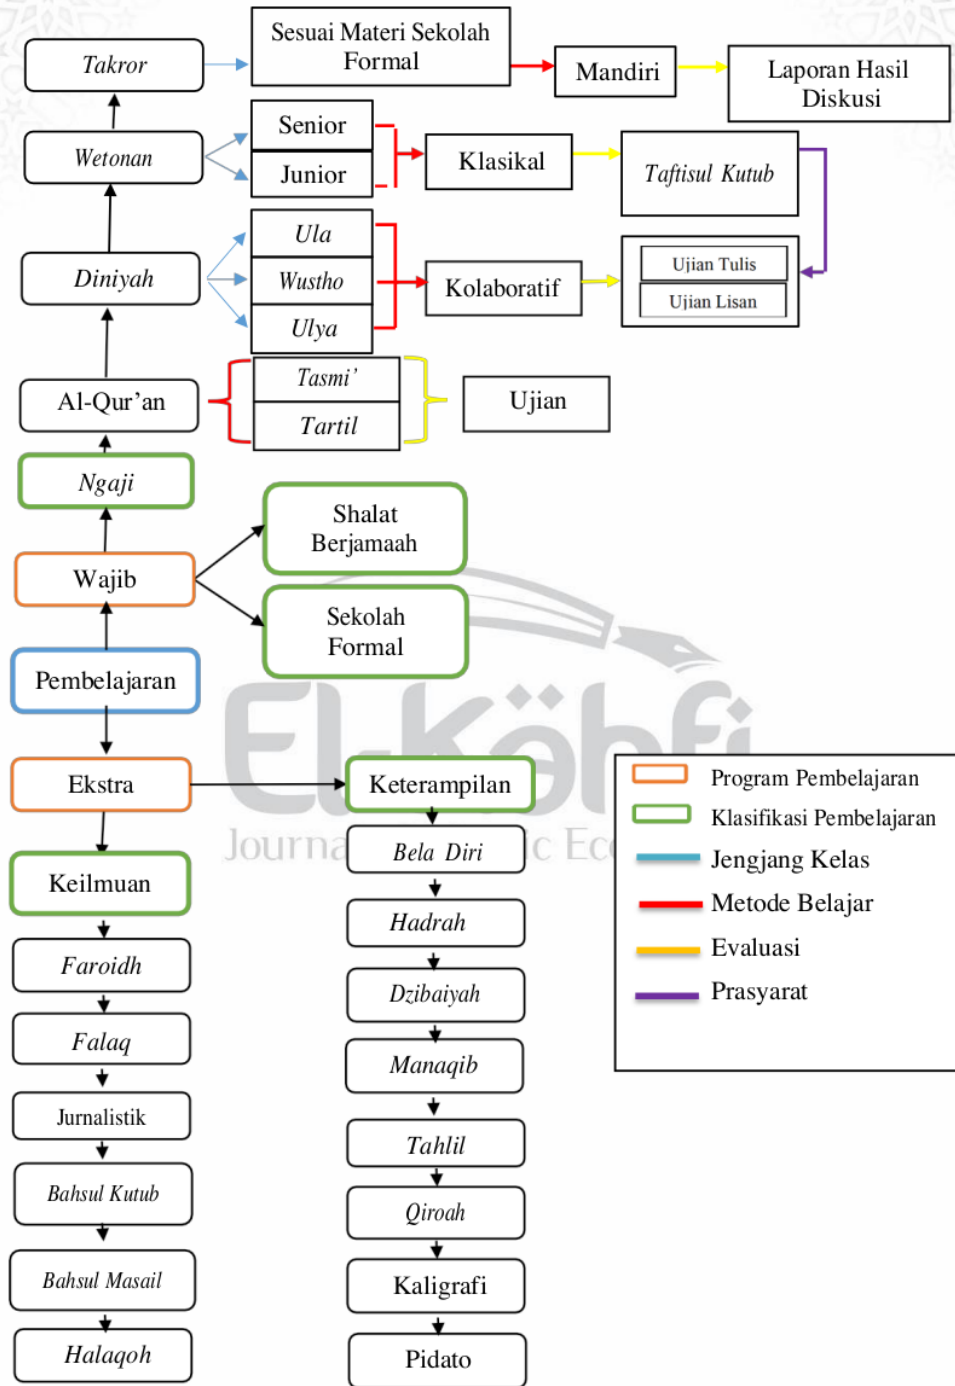 Takror
Sesuai Materi Sekolah
Formal
Mandiri
Laporan Hasil
Diskusi
Wetonan
Senior
Junior
Klasikal
Taftisul Kutub
Diniyah
Ula
Wustho
Ulya
Kolaboratif
Ujian Tulis
Ujian Lisan
Al-Qur’an
Tasmi’
Tartil
Ujian
Ngaji
Shalat
Berjamaah
Wajib
Sekolah
Formal
Pembelajaran
El-Kahfi
Ekstra
Keterampilan
Keilmuan
Faroidh
Falaq
Jurnalistik
Bahsul Kutub
Bahsul Masail
Halaqoh
Bela Diri
Hadrah
Dzibaiyah
Manaqib
Tahlil
Qiroah
Kaligrafi
Pidato
Program Pembelajaran
Klasifikasi Pembelajaran
Jengjang Kelas
Metode Belajar
Evaluasi
Prasyarat